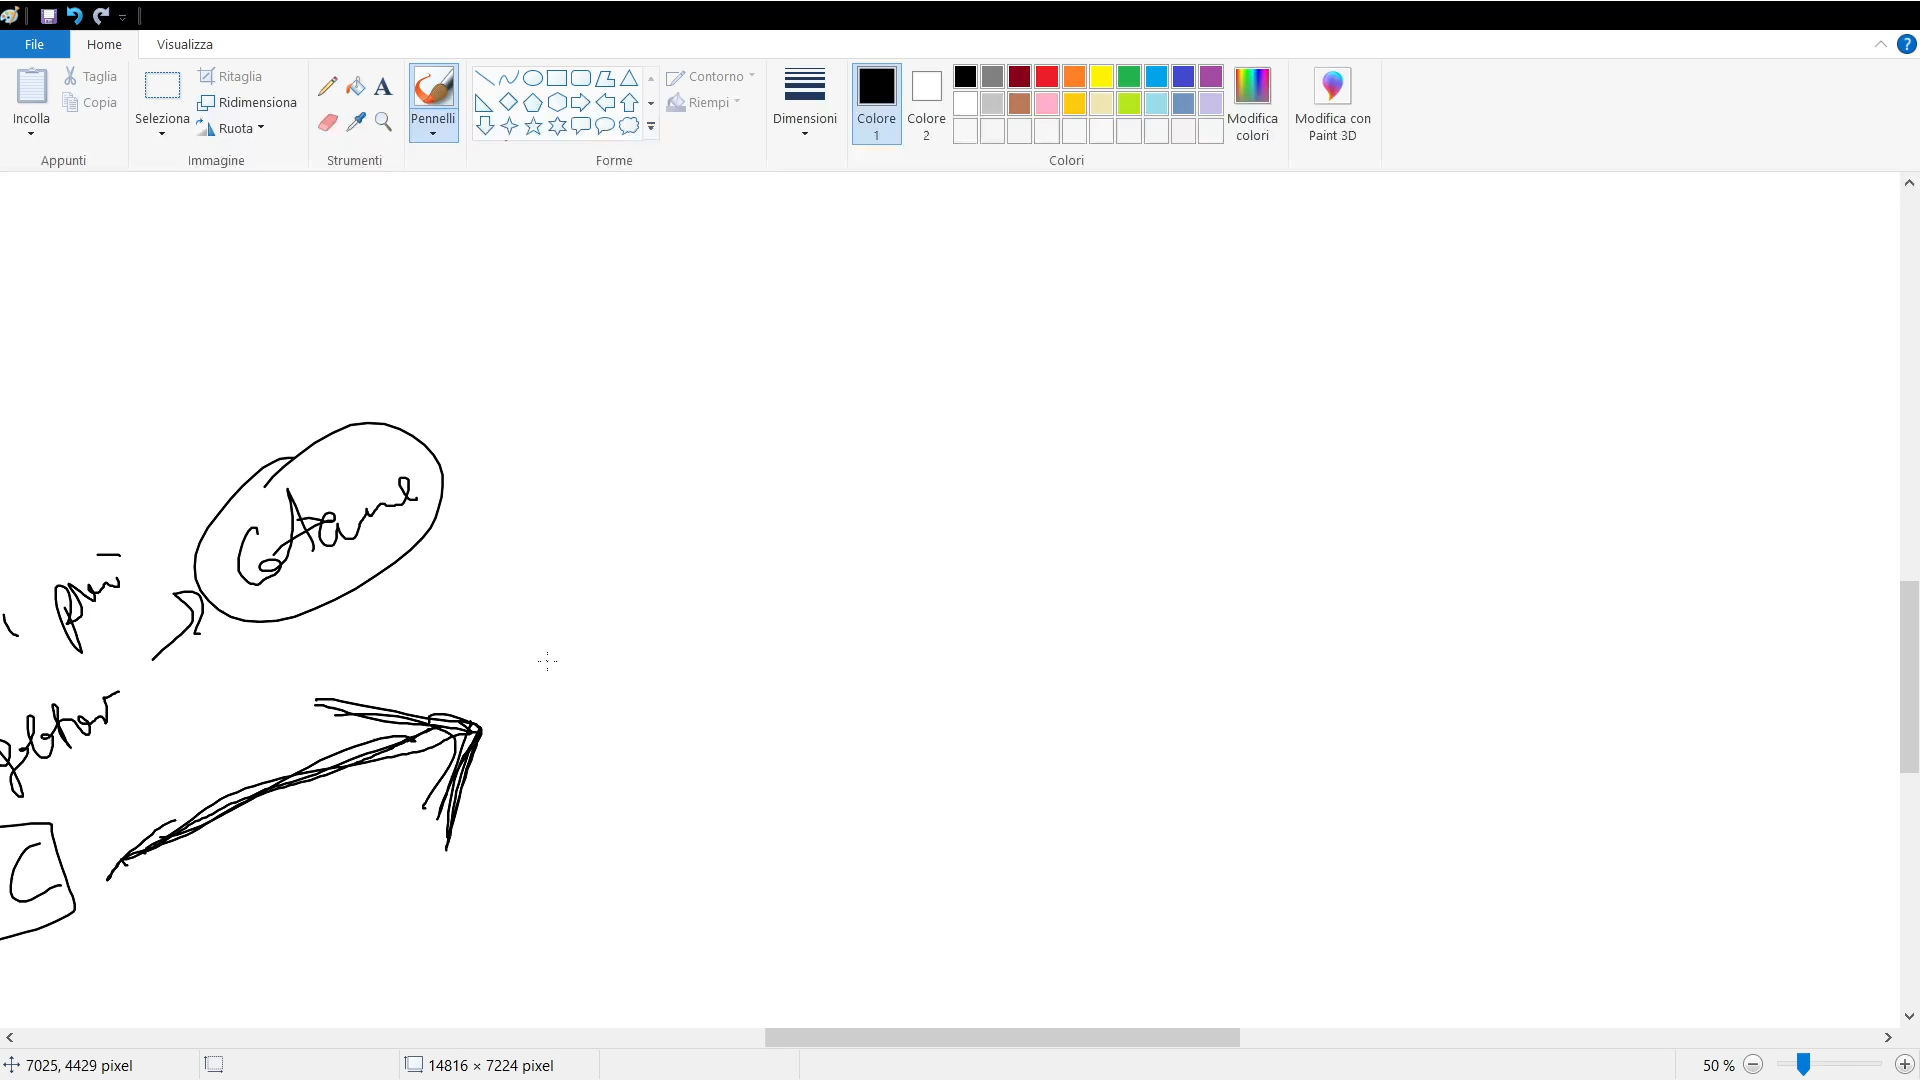 File Home Visualizza
Incolla
Taglia
Copia
Appunti
Seleziona
Ritaglia
Ridimensiona
Ruota
Immagine
Strumenti
Pennelli
Forme
Contorno
Riempi
Dimensioni
Colore
1
Colore
2
Colori
Modifica
colori
Modifica con
Paint 3D
C
7025, 4429 pixel
14816 × 7224 pixel
50 %